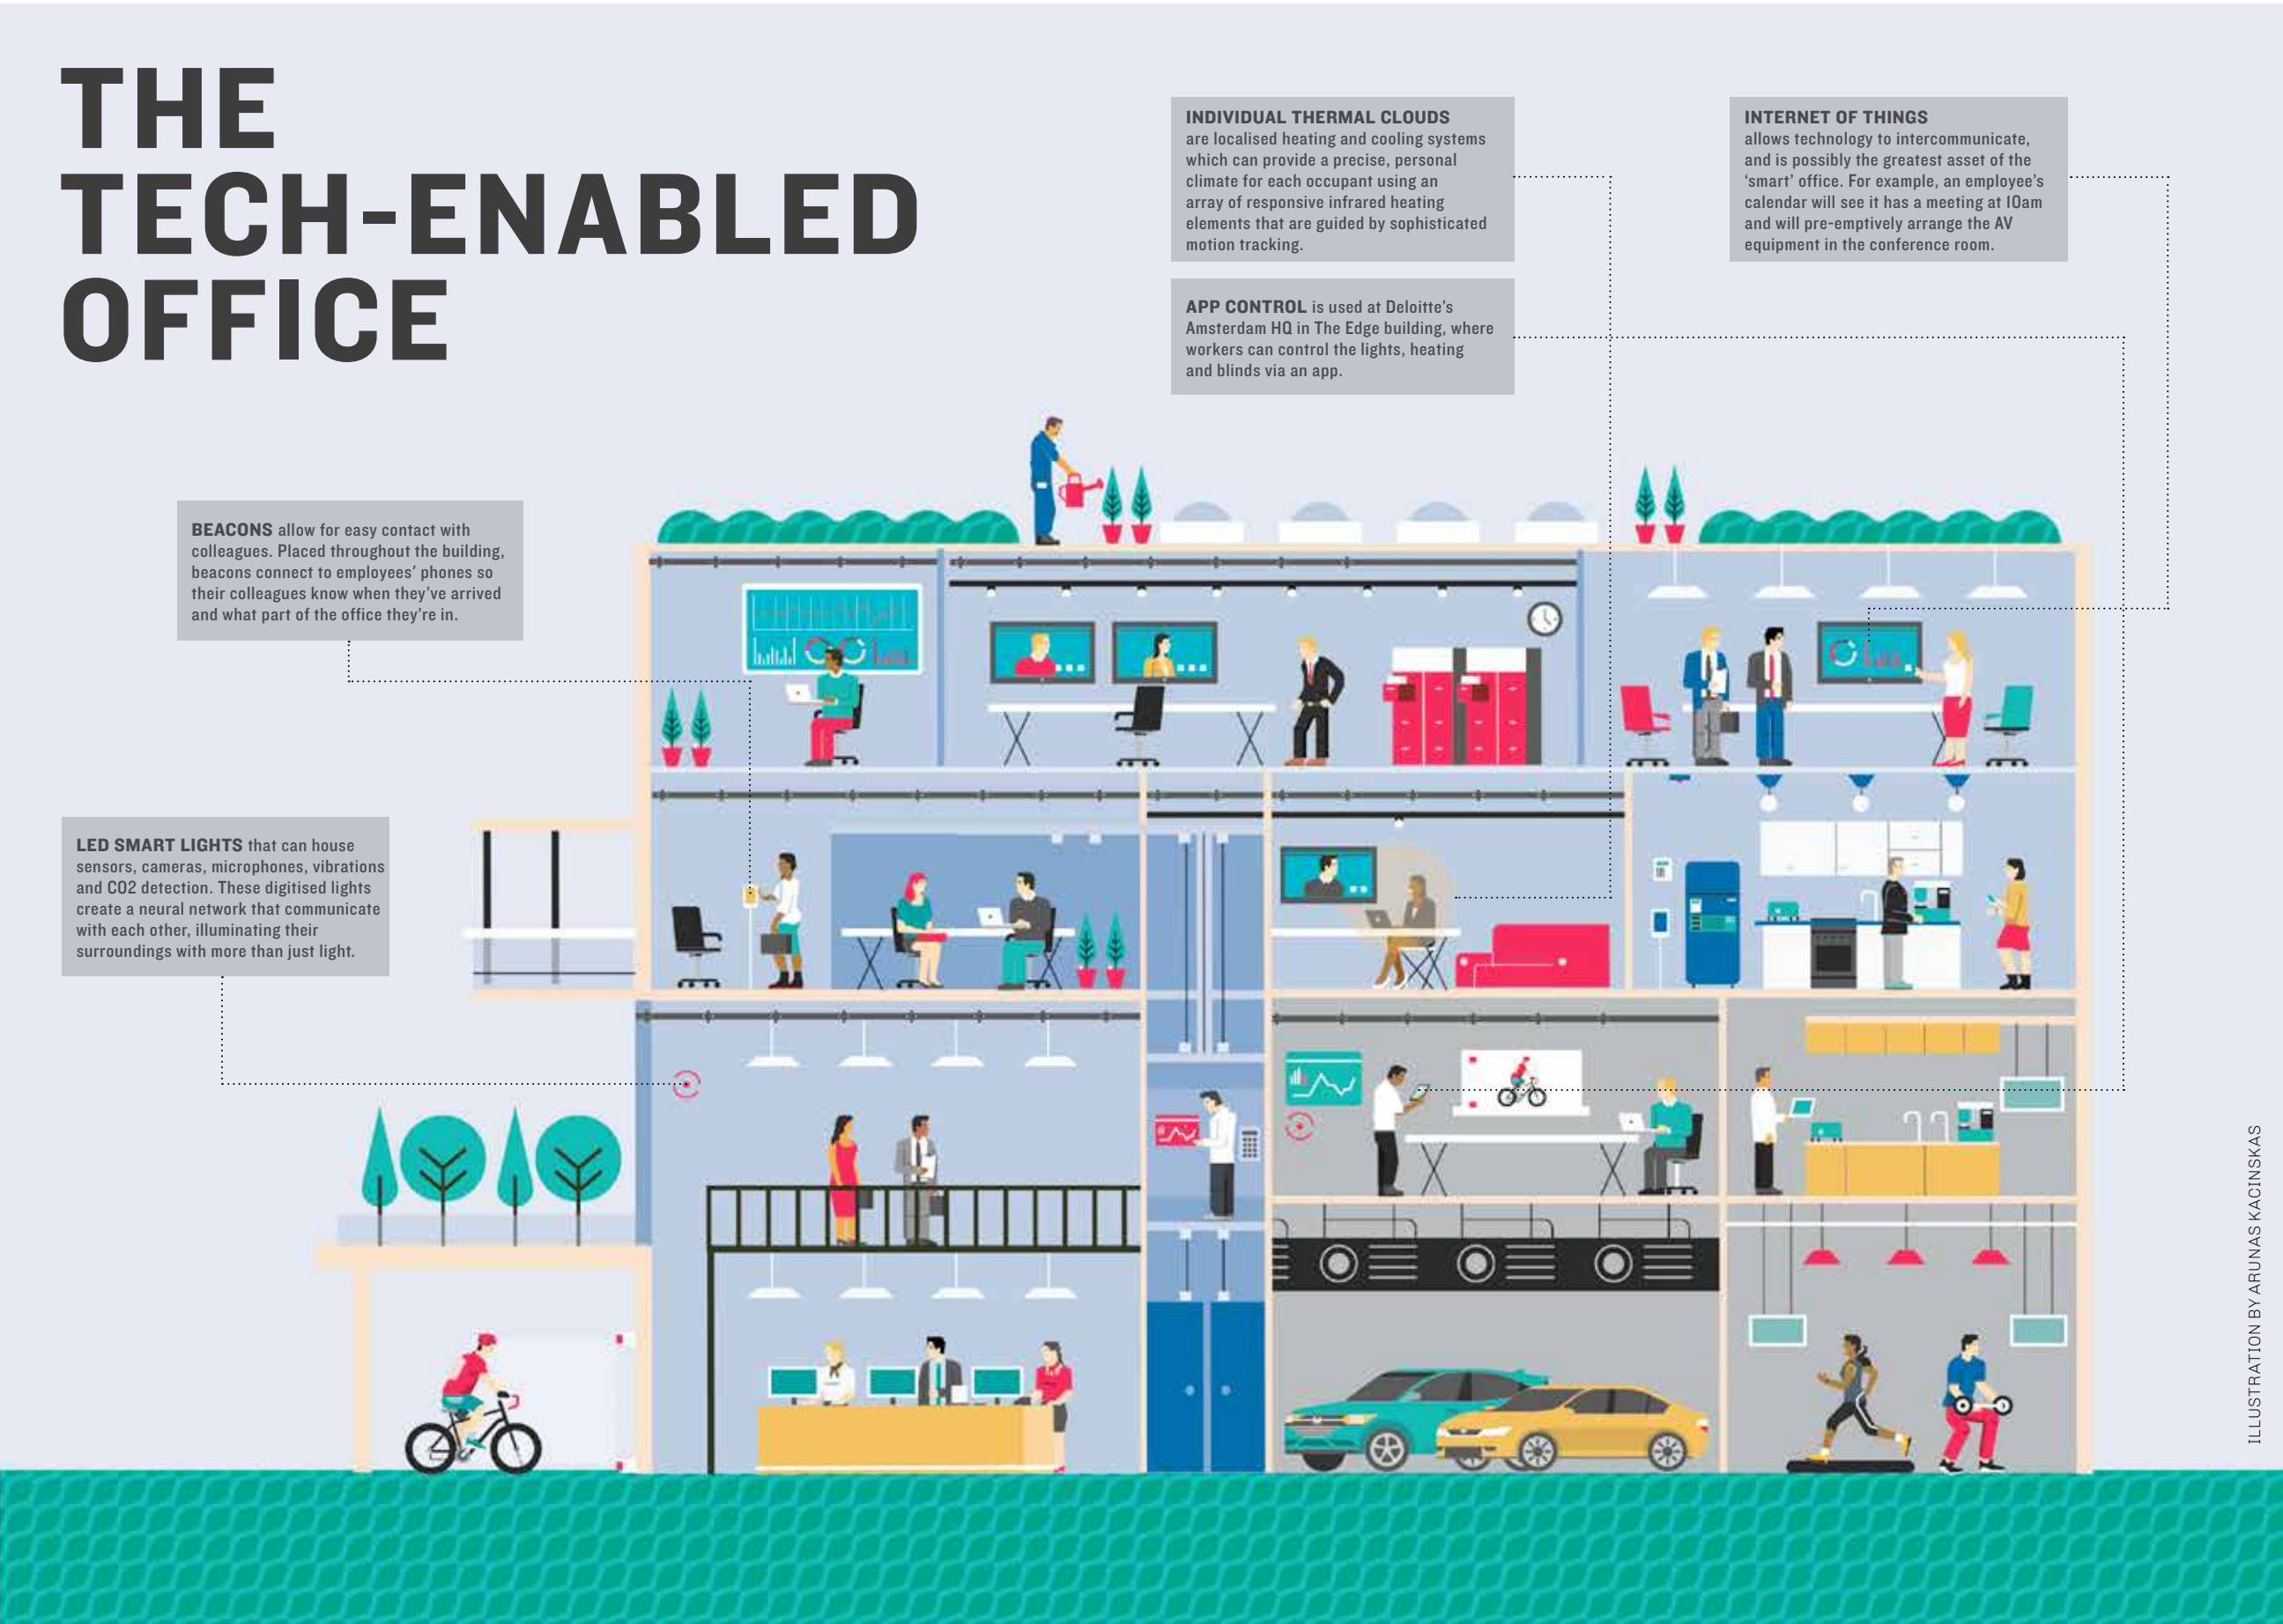 THE
TECH-ENABLED
OFFICE
INDIVIDUAL THERMAL CLOUDS
are localised heating and cooling systems
which can provide a precise, personal
climate for each occupant using an
array of responsive infrared heating
elements that are guided by sophisticated
motion tracking.
INTERNET OF THINGS
allows technology to intercommunicate,
and is possibly the greatest asset of the
‘smart’ office. For example, an employee’s
calendar will see it has a meeting at 10am
and will pre-emptively arrange the AV
equipment in the conference room.
APP CONTROL is used at Deloitte’s
Amsterdam HQ in The Edge building, where
workers can control the lights, heating
and blinds via an app.
BEACONS allow for easy contact with
colleagues. Placed throughout the building,
beacons connect to employees’ phones so
their colleagues know when they’ve arrived
and what part of the office they’re in.
LED SMART LIGHTS that can house
sensors, cameras, microphones, vibrations
and CO2 detection. These digitised lights
create a neural network that communicate
with each other, illuminating their
surroundings with more than just light.
ILLUSTRATION BY ARUNAS KACINSKAS